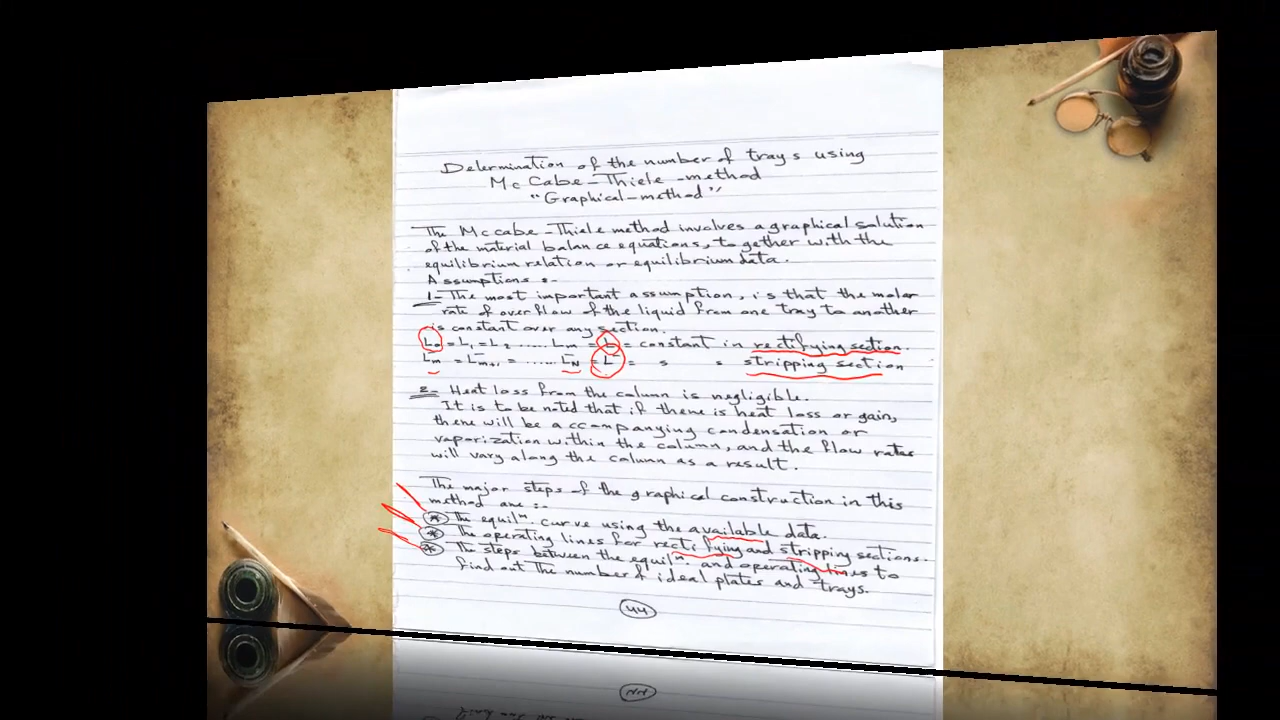 Determination of the number of trays using
Mc Cabe-Thiele-method
"Graphical-method"
The Mccabe-Thiele method involves a graphical solution
of the material balance equations, together with the
equilibrium relation or equilibrium data.
Assumptions :-
1- The most important assumption, is that the molar
rate of overflow of the liquid from one tray to another
is constant over any section.
Lo = L1 = L2 ...... Lm = L = constant in rectifying section.
L̄m = L̄m+1 = ...... L̄N = L̄ = s s stripping section
2- Heat loss from the column is negligible.
It is to be noted that if there is heat loss or gain,
there will be accompanying condensation or
vaporization within the column, and the flow rates
will vary along the column as a result.
The major steps of the graphical construction in this
method are :-
* The equilm. curve using the available data.
* The operating lines for rectifying and stripping sections.
* The steps between the equilm. and operating lines to
find out the number of ideal plates and trays.
44